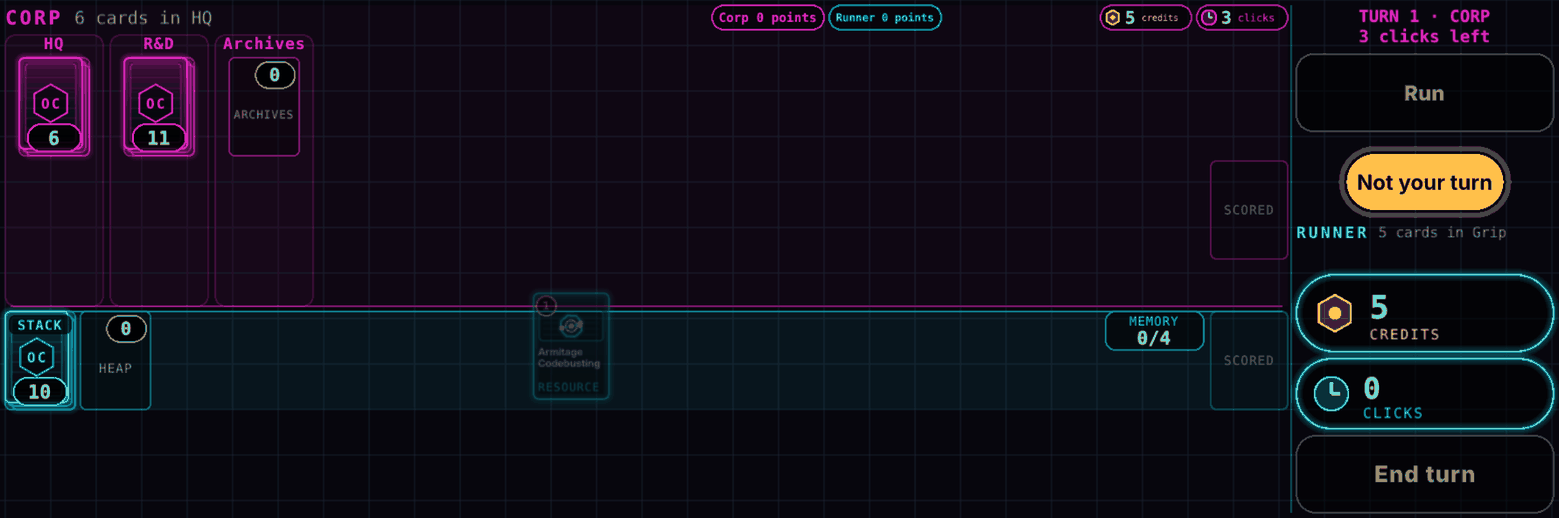 CORP 6 cards in HQ
Corp 0 points
Runner 0 points
5 credits
3 clicks
TURN 1 · CORP
3 clicks left
HQ
R&D
Archives
OC
6
OC
11
0
ARCHIVES
SCORED
Run
Not your turn
RUNNER 5 cards in Grip
5
CREDITS
0
CLICKS
End turn
STACK
OC
10
0
HEAP
1
Armitage
Codebusting
RESOURCE
MEMORY
0/4
SCORED